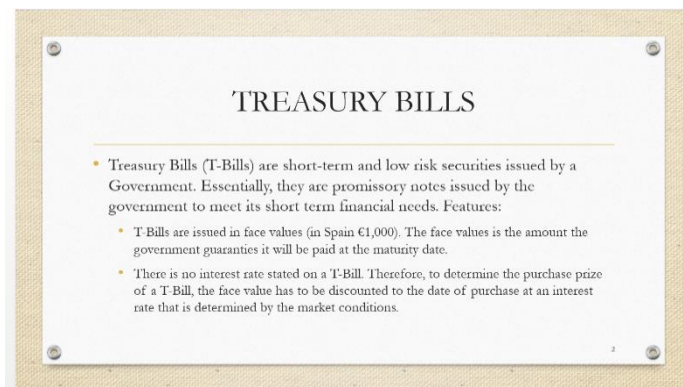 TREASURY BILLS
• Treasury Bills (T-Bills) are short-term and low risk securities issued by a
Government. Essentially, they are promissory notes issued by the
government to meet its short term financial needs. Features:
• T-Bills are issued in face values (in Spain €1,000). The face values is the amount the
government guaranties it will be paid at the maturity date.
• There is no interest rate stated on a T-Bill. Therefore, to determine the purchase prize
of a T-Bill, the face value has to be discounted to the date of purchase at an interest
rate that is determined by the market conditions.
2